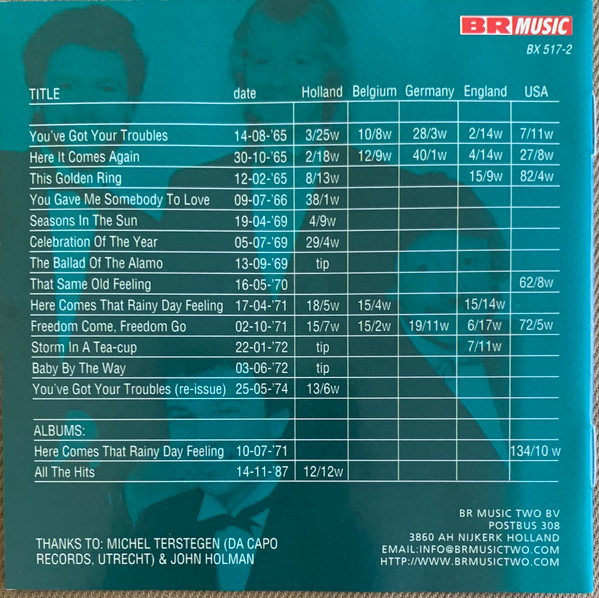 BR MUSIC
BX 517-2
TITLE date Holland Belgium Germany England USA
You've Got Your Troubles 14-08-'65 3/25w 10/8w 28/3w 2/14w 7/11w
Here It Comes Again 30-10-'65 2/18w 12/9w 40/1w 4/14w 27/8w
This Golden Ring 12-02-'65 8/13w 15/9w 82/4w
You Gave Me Somebody To Love 09-07-'66 38/1w
Seasons In The Sun 19-04-'69 4/9w
Celebration Of The Year 05-07-'69 29/4w
The Ballad Of The Alamo 13-09-'69 tip
That Same Old Feeling 16-05-'70 62/8w
Here Comes That Rainy Day Feeling 17-04-'71 18/5w 15/4w 15/14w
Freedom Come, Freedom Go 02-10-'71 15/7w 15/2w 19/11w 6/17w 72/5w
Storm In A Tea-cup 22-01-'72 tip 7/11w
Baby By The Way 03-06-'72 tip
You've Got Your Troubles (re-issue) 25-05-'74 13/6w
ALBUMS:
Here Comes That Rainy Day Feeling 10-07-'71 134/10 w
All The Hits 14-11-'87 12/12w
THANKS TO: MICHEL TERSTEGEN (DA CAPO
RECORDS, UTRECHT) & JOHN HOLMAN
BR MUSIC TWO BV
POSTBUS 308
3860 AH NIJKERK HOLLAND
EMAIL:INFO@BRMUSICTWO.COM
HTTP://WWW.BRMUSICTWO.COM